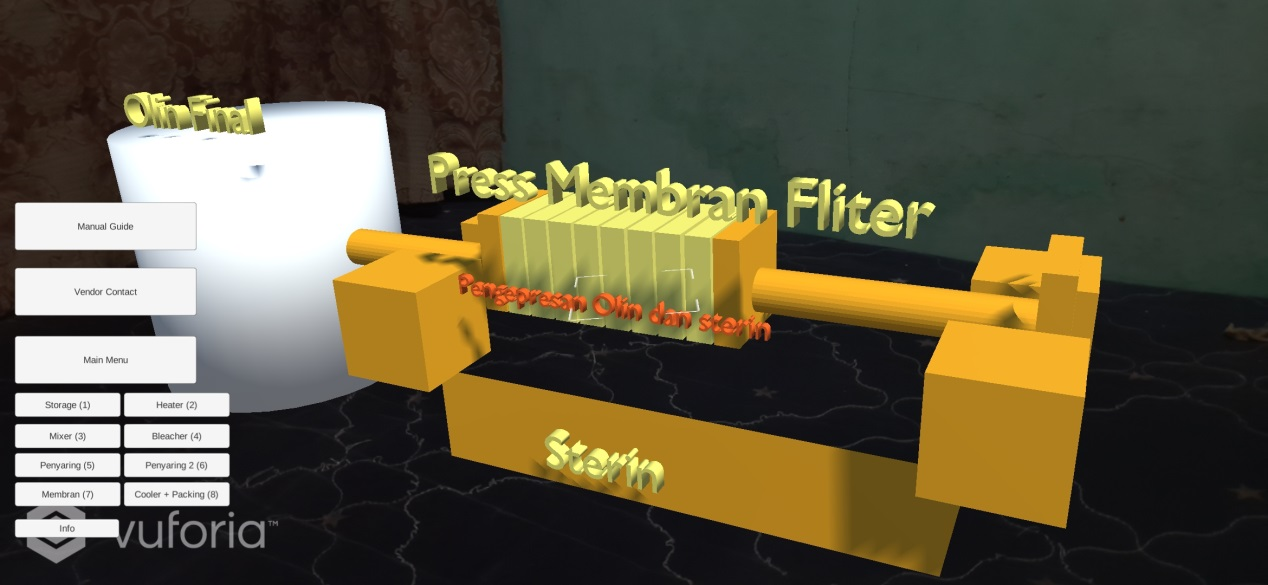 Olin Final
Press Membran Fliter
Pengepresan Olin dan sterin
Sterin
Manual Guide
Vendor Contact
Main Menu
Storage (1)
Heater (2)
Mixer (3)
Bleacher (4)
Penyaring (5)
Penyaring 2 (6)
Membran (7)
Cooler + Packing (8)
Info
vuforia™